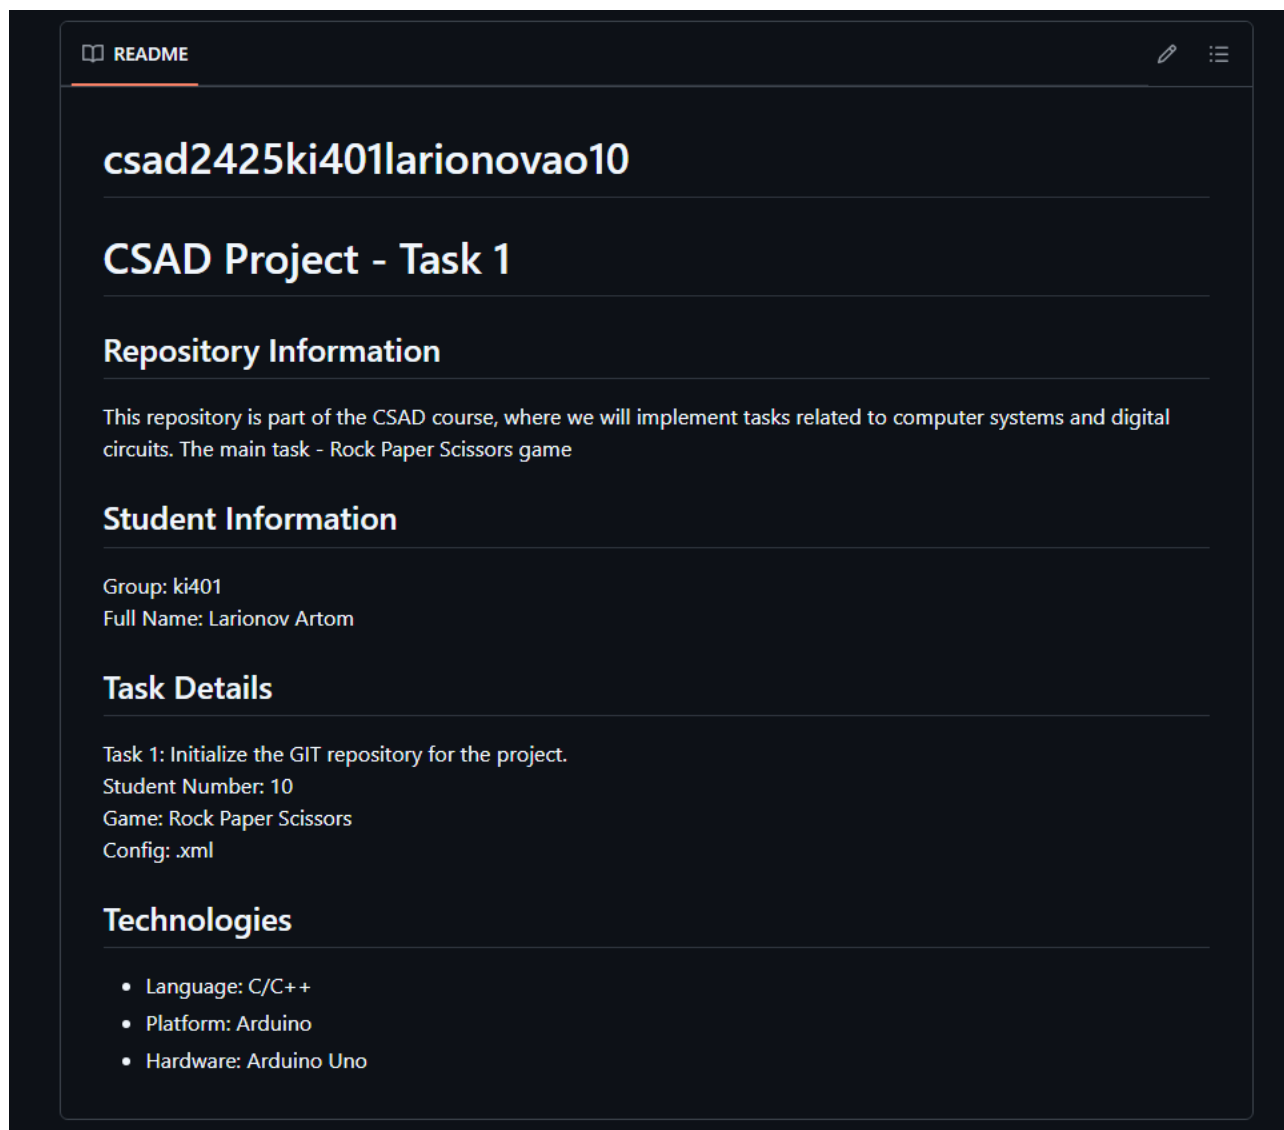 README
csad2425ki401larionovao10
CSAD Project - Task 1
Repository Information
This repository is part of the CSAD course, where we will implement tasks related to computer systems and digital
circuits. The main task - Rock Paper Scissors game
Student Information
Group: ki401
Full Name: Larionov Artom
Task Details
Task 1: Initialize the GIT repository for the project.
Student Number: 10
Game: Rock Paper Scissors
Config: .xml
Technologies
• Language: C/C++
• Platform: Arduino
• Hardware: Arduino Uno